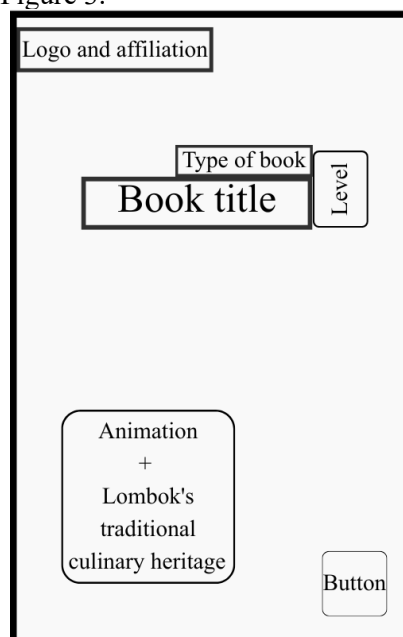 Figure 3.
Logo and affiliation
Type of book
Book title
Level
Animation
+
Lombok's
traditional
culinary heritage
Button